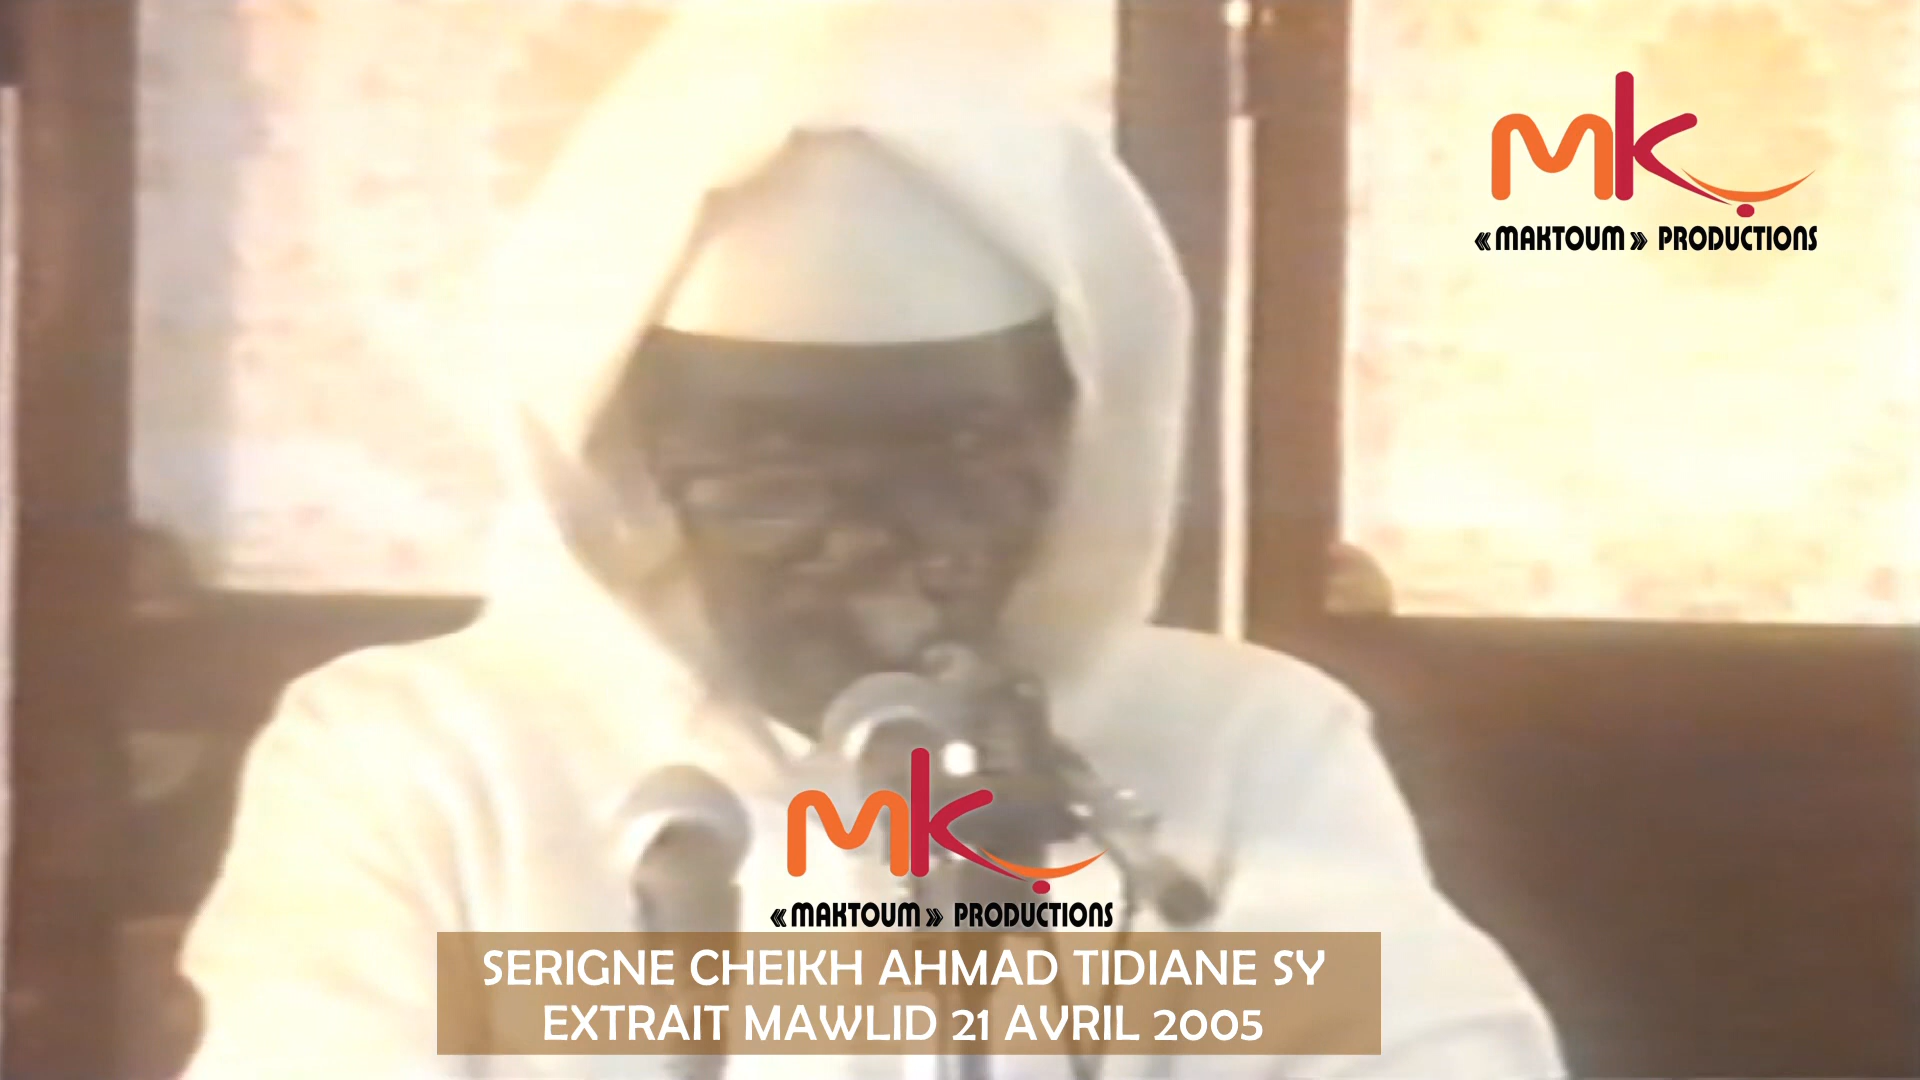 mk
« MAKTOUM » PRODUCTIONS
mk
« MAKTOUM » PRODUCTIONS
SERIGNE CHEIKH AHMAD TIDIANE SY
EXTRAIT MAWLID 21 AVRIL 2005